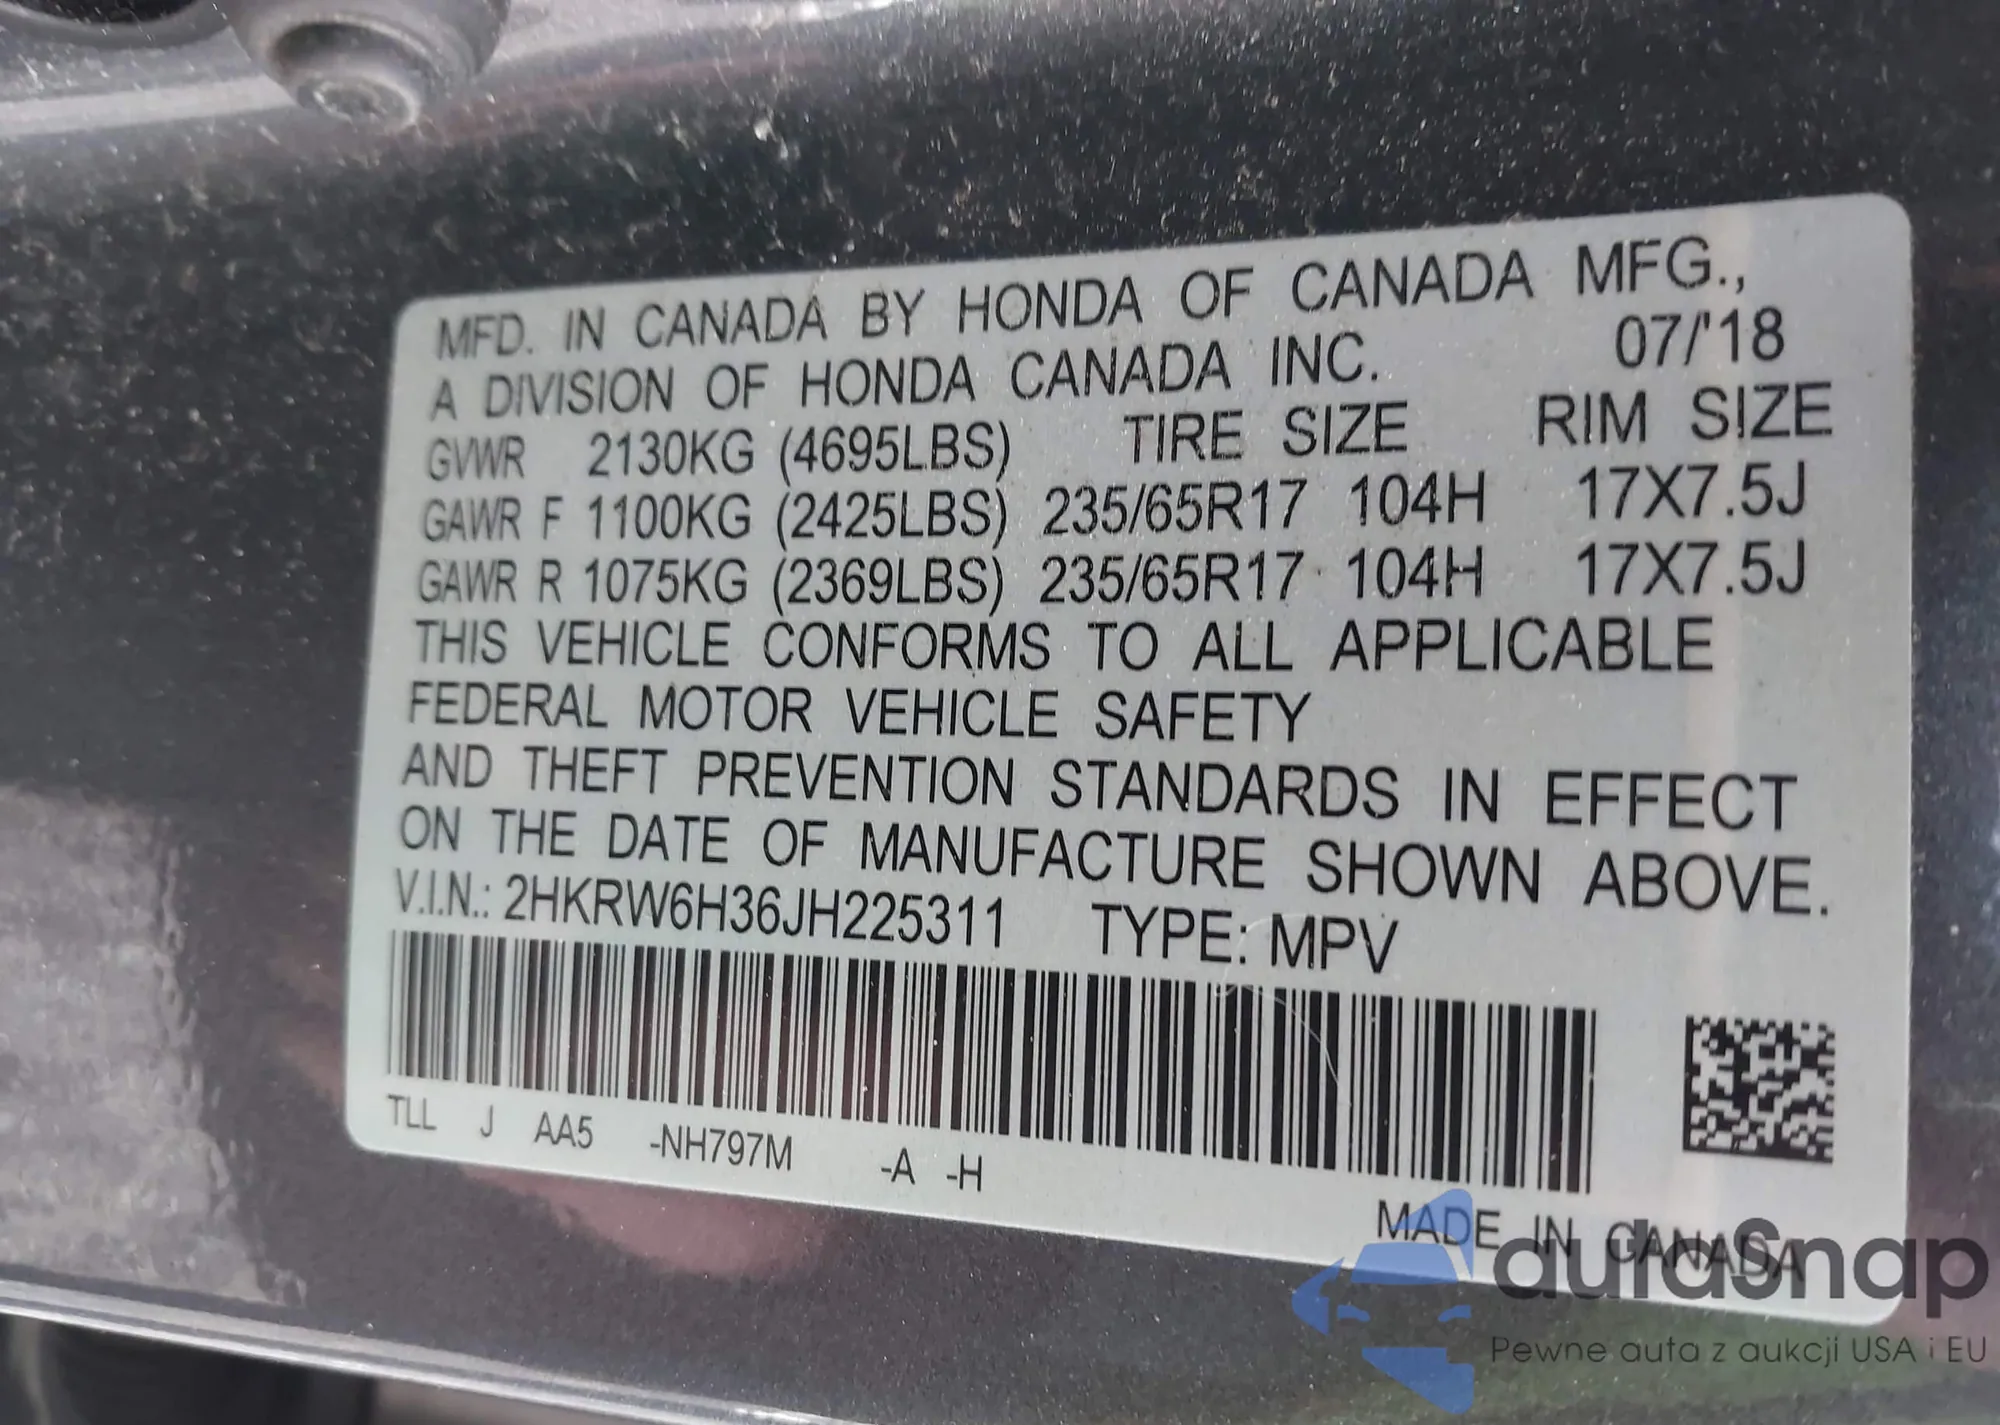 MFD. IN CANADA BY HONDA OF CANADA MFG.,
A DIVISION OF HONDA CANADA INC. 07/'18
GVWR 2130KG (4695LBS) TIRE SIZE RIM SIZE
GAWR F 1100KG (2425LBS) 235/65R17 104H 17X7.5J
GAWR R 1075KG (2369LBS) 235/65R17 104H 17X7.5J
THIS VEHICLE CONFORMS TO ALL APPLICABLE
FEDERAL MOTOR VEHICLE SAFETY
AND THEFT PREVENTION STANDARDS IN EFFECT
ON THE DATE OF MANUFACTURE SHOWN ABOVE.
V.I.N.: 2HKRW6H36JH225311 TYPE: MPV
TLL J AA5 -NH797M -A -H
MADE IN CANADA
autaSnap
Pewne auta z aukcji USA i EU